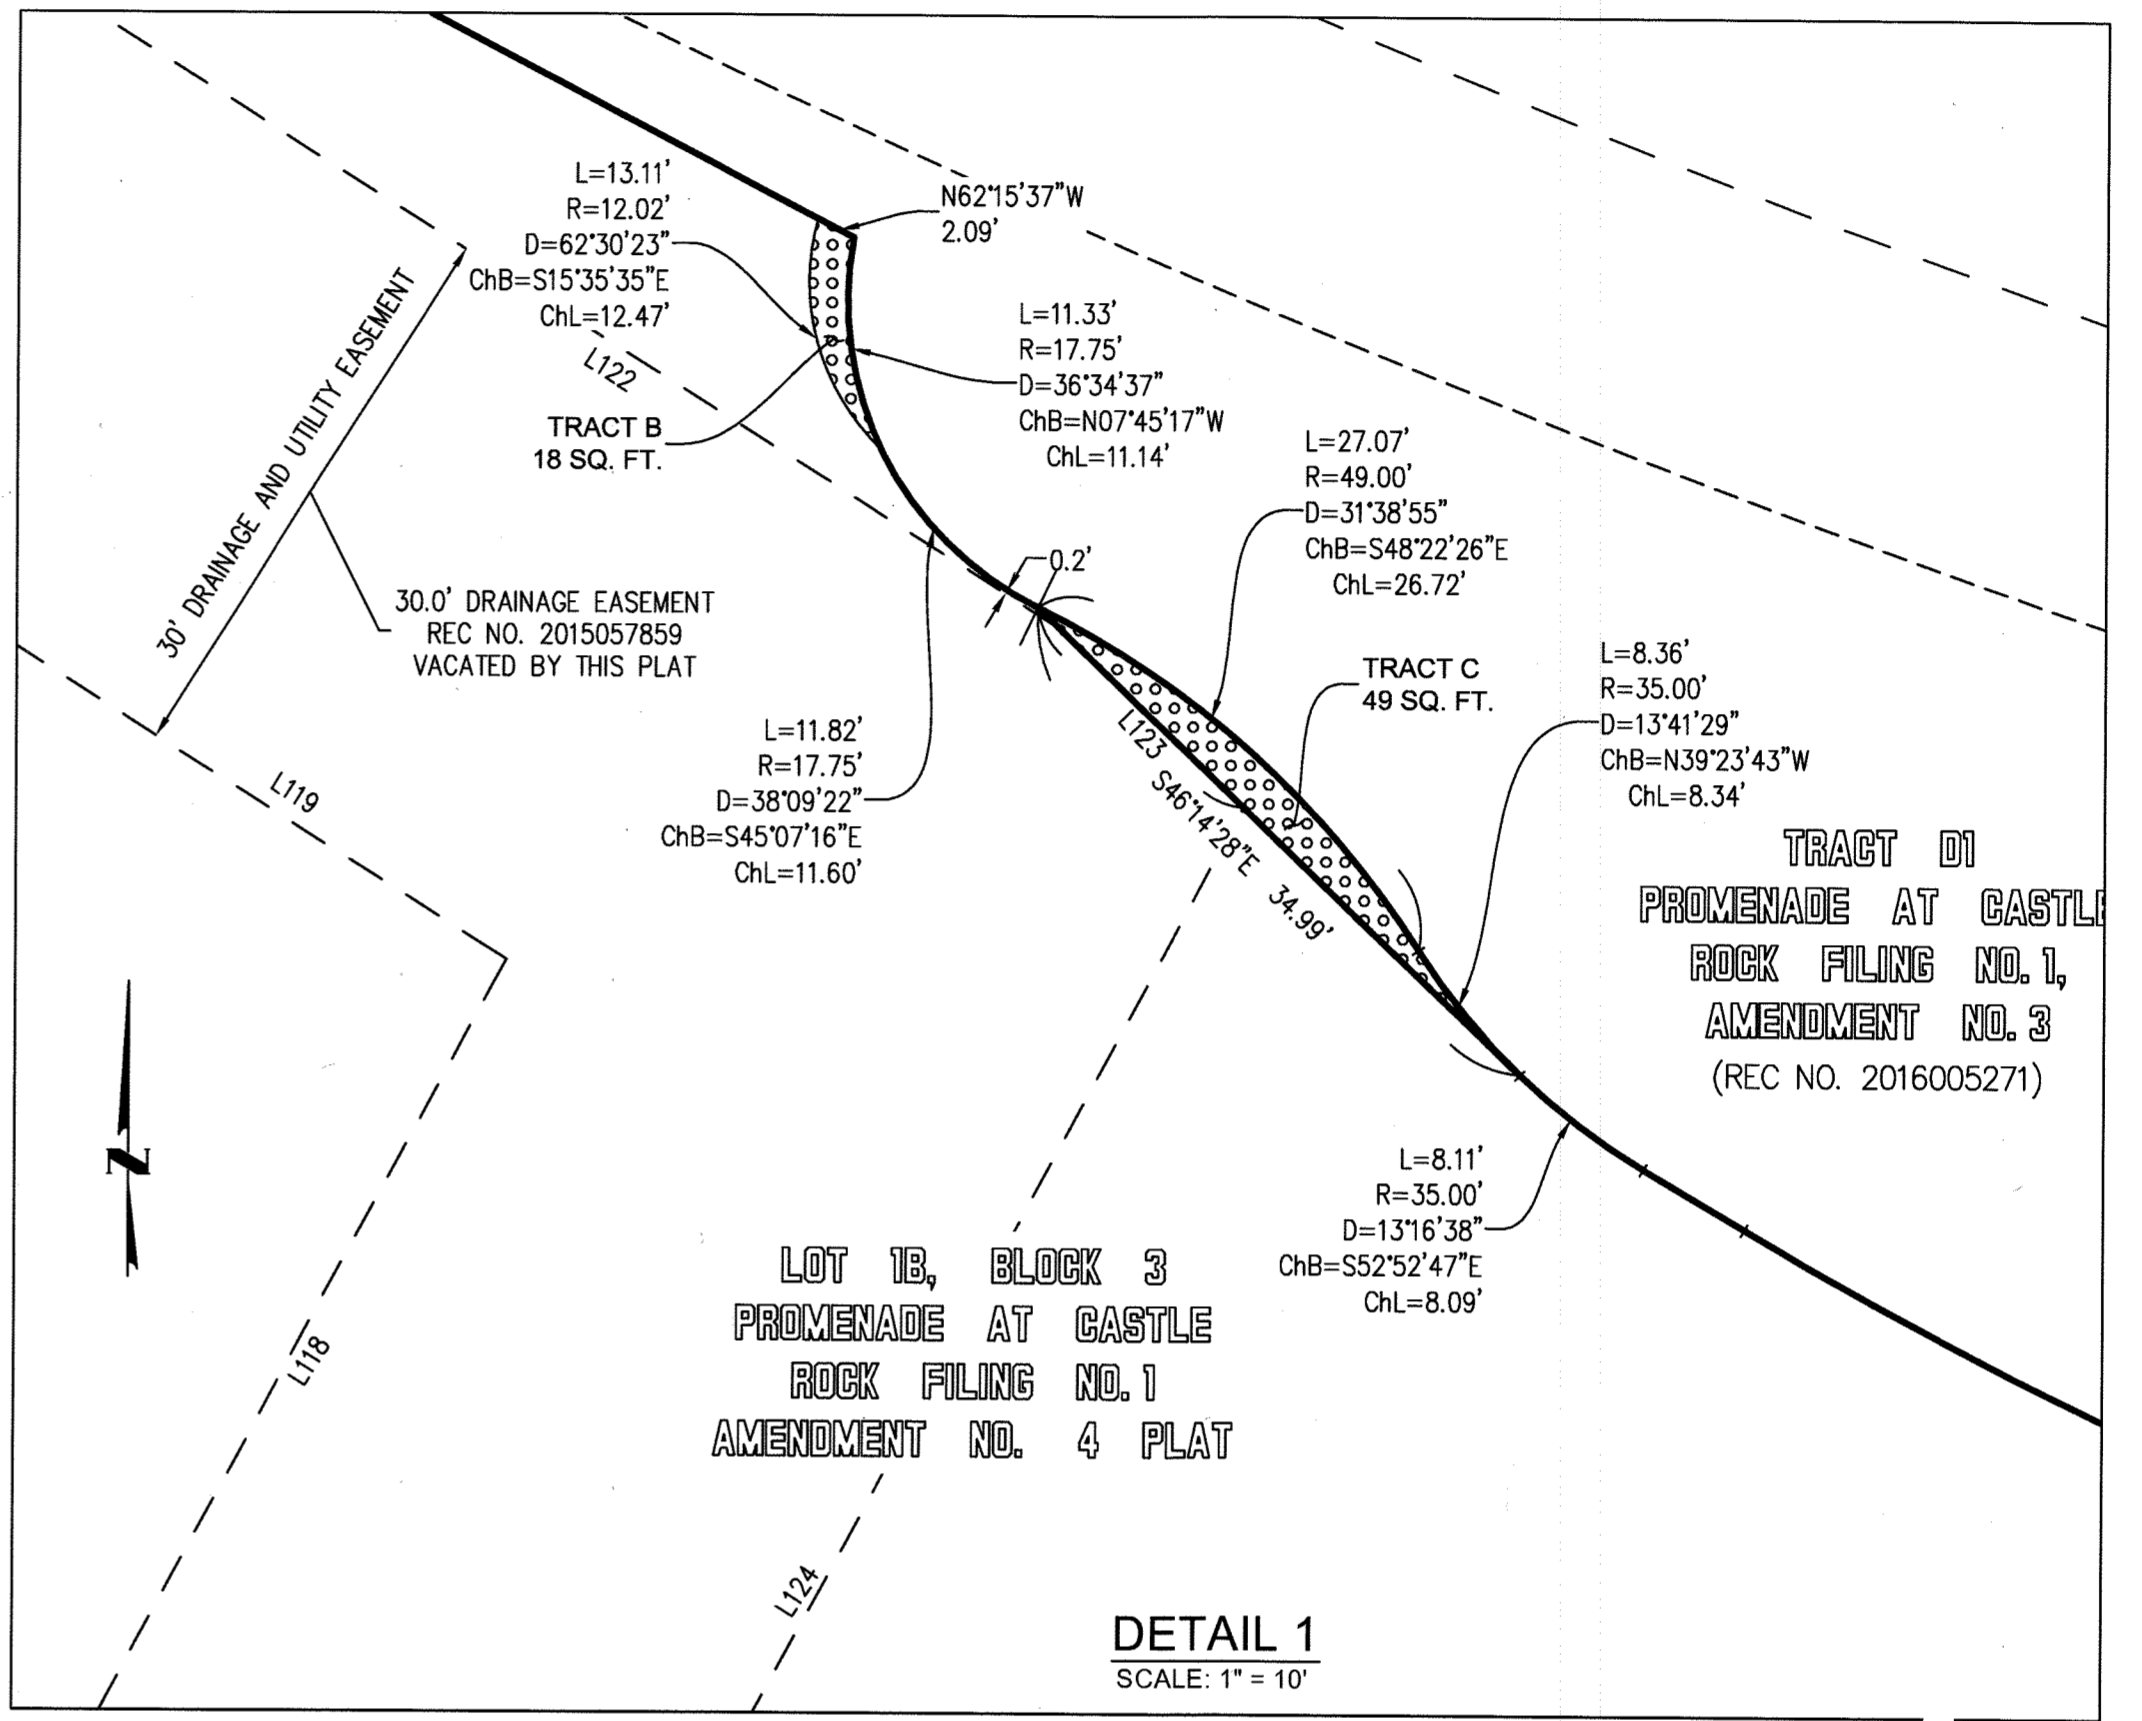 L=13.11'
R=12.02'
D=62°30'23"
ChB=S15°35'35"E
ChL=12.47'
N62°15'37"W
2.09'
L=11.33'
R=17.75'
D=36°34'37"
ChB=N07°45'17"W
ChL=11.14'
L122
TRACT B
18 SQ. FT.
30' DRAINAGE AND UTILITY EASEMENT
L=27.07'
R=49.00'
D=31°38'55"
ChB=S48°22'26"E
ChL=26.72'
0.2'
30.0' DRAINAGE EASEMENT
REC NO. 2015057859
VACATED BY THIS PLAT
TRACT C
49 SQ. FT.
L=8.36'
R=35.00'
D=13°41'29"
ChB=N39°23'43"W
ChL=8.34'
L=11.82'
R=17.75'
D=38°09'22"
ChB=S45°07'16"E
ChL=11.60'
L123 S46°14'28"E 34.99'
L119
TRACT D1
PROMENADE AT CASTLE
ROCK FILING NO. 1,
AMENDMENT NO. 3
(REC NO. 2016005271)
N
L=8.11'
R=35.00'
D=13°16'38"
ChB=S52°52'47"E
ChL=8.09'
LOT 1B, BLOCK 3
PROMENADE AT CASTLE
ROCK FILING NO. 1
AMENDMENT NO. 4 PLAT
L118
L124
DETAIL 1
SCALE: 1" = 10'